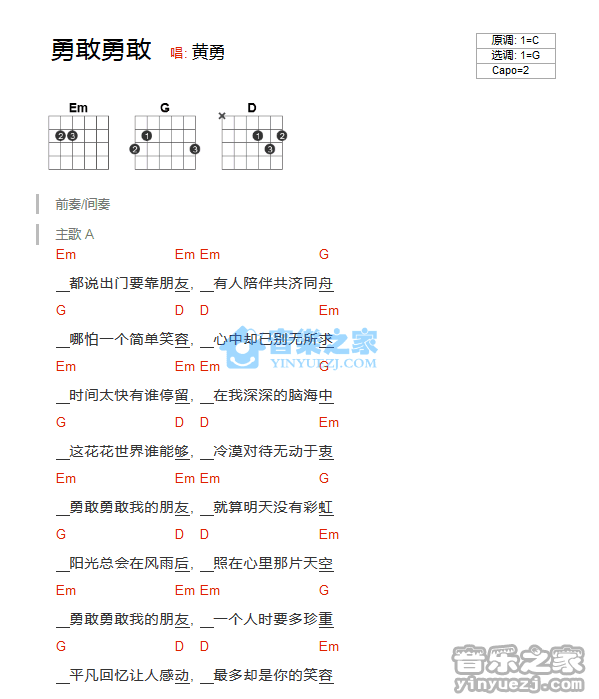 勇敢勇敢 唱: 黄勇
原调: 1=C
选调: 1=G
Capo=2
Em G D
2 3 1 2 3 × 1 2 3
前奏/间奏
主歌 A
Em Em Em G
__都说出门要靠朋友, __有人陪伴共济同舟
G D D Em
__哪怕一个简单笑容, __心中却已别无所求
音樂之家
YINYUEZJ.COM
Em Em Em G
__时间太快有谁停留, __在我深深的脑海中
G D D Em
__这花花世界谁能够, __冷漠对待无动于衷
Em Em Em G
__勇敢勇敢我的朋友, __就算明天没有彩虹
G D D Em
__阳光总会在风雨后, __照在心里那片天空
Em Em Em G
__勇敢勇敢我的朋友, __一个人时要多珍重
G D D Em
__平凡回忆让人感动, __最多却是你的笑容
音乐之家
yinyuezj.com